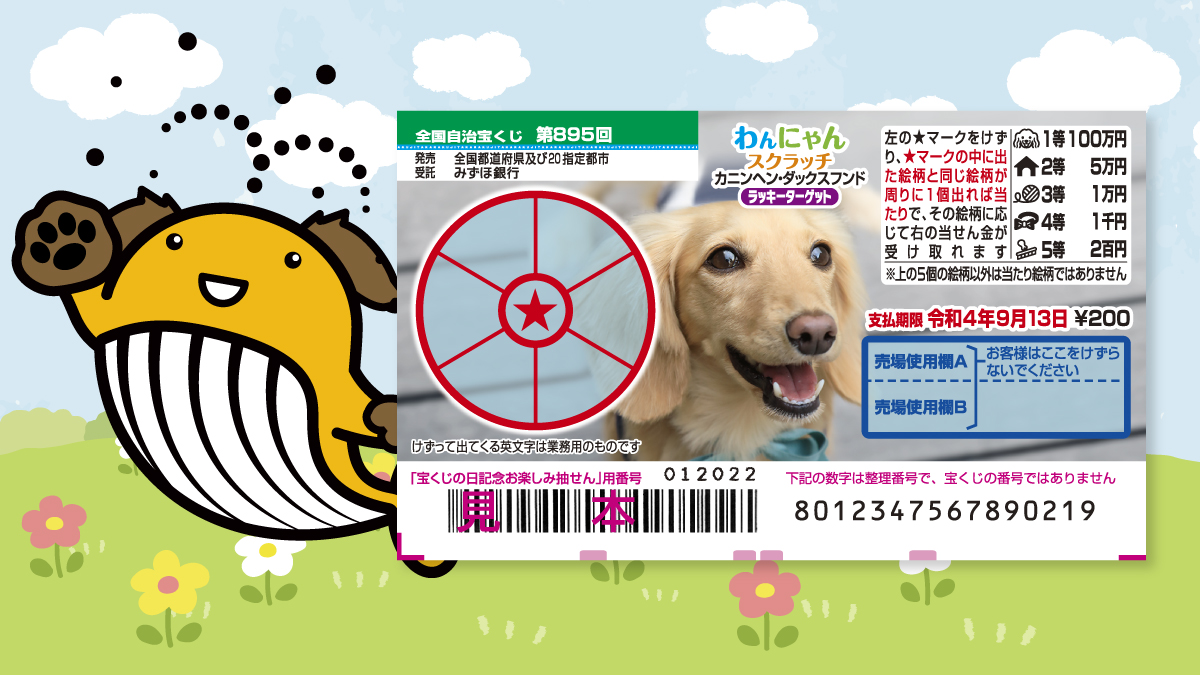 全国自治宝くじ 第895回
発売 全国都道府県及び20指定都市
受託 みずほ銀行
わんにゃん
スクラッチ
カニンヘン・ダックスフンド
ラッキーターゲット
左の★マークをけず
り、★マークの中に出
た絵柄と同じ絵柄が
周りに1個出れば当
たりで、その絵柄に応
じて右の当せん金が
受け取れます
1等 100万円
2等 5万円
3等 1万円
4等 1千円
5等 2百円
※上の5個の絵柄以外は当たり絵柄ではありません
支払期限 令和4年9月13日 ¥200
売場使用欄A
お客様はここをけずら
ないでください
売場使用欄B
けずって出てくる英文字は業務用のものです
「宝くじの日記念お楽しみ抽せん」用番号 012022
見本
下記の数字は整理番号で、宝くじの番号ではありません
8012347567890219